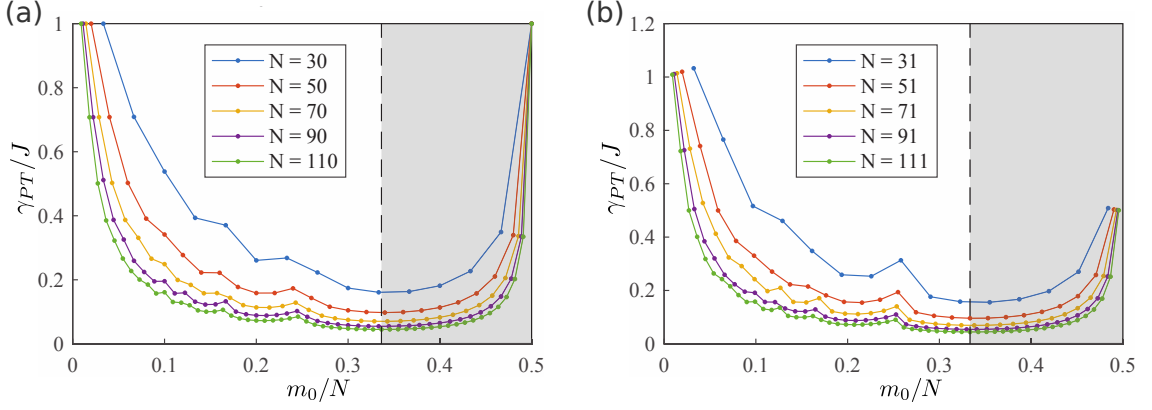 (a)
γPT/J
1
0.8
0.6
0.4
0.2
0
N = 30
N = 50
N = 70
N = 90
N = 110
0
0.1
0.2
0.3
0.4
0.5
m0/N
(b)
γPT/J
1.2
1
0.8
0.6
0.4
0.2
0
N = 31
N = 51
N = 71
N = 91
N = 111
0
0.1
0.2
0.3
0.4
0.5
m0/N